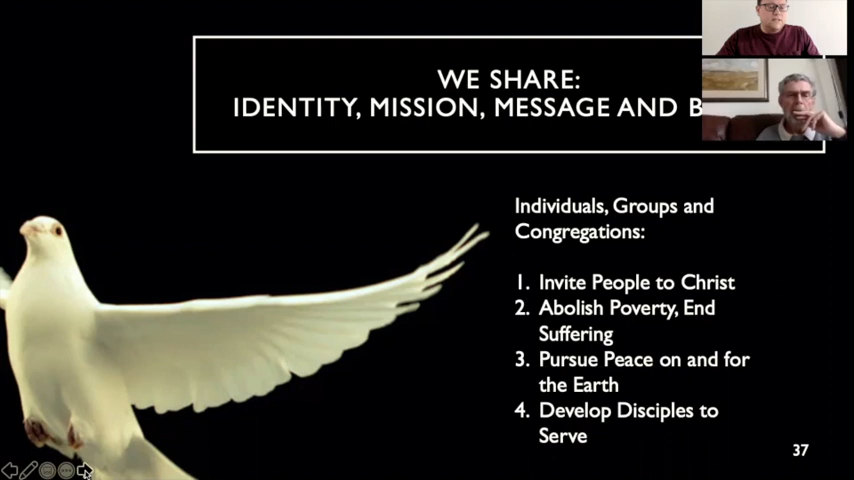 WE SHARE:
IDENTITY, MISSION, MESSAGE AND
Individuals, Groups and
Congregations:
1. Invite People to Christ
2. Abolish Poverty, End
Suffering
3. Pursue Peace on and for
the Earth
4. Develop Disciples to
Serve
37